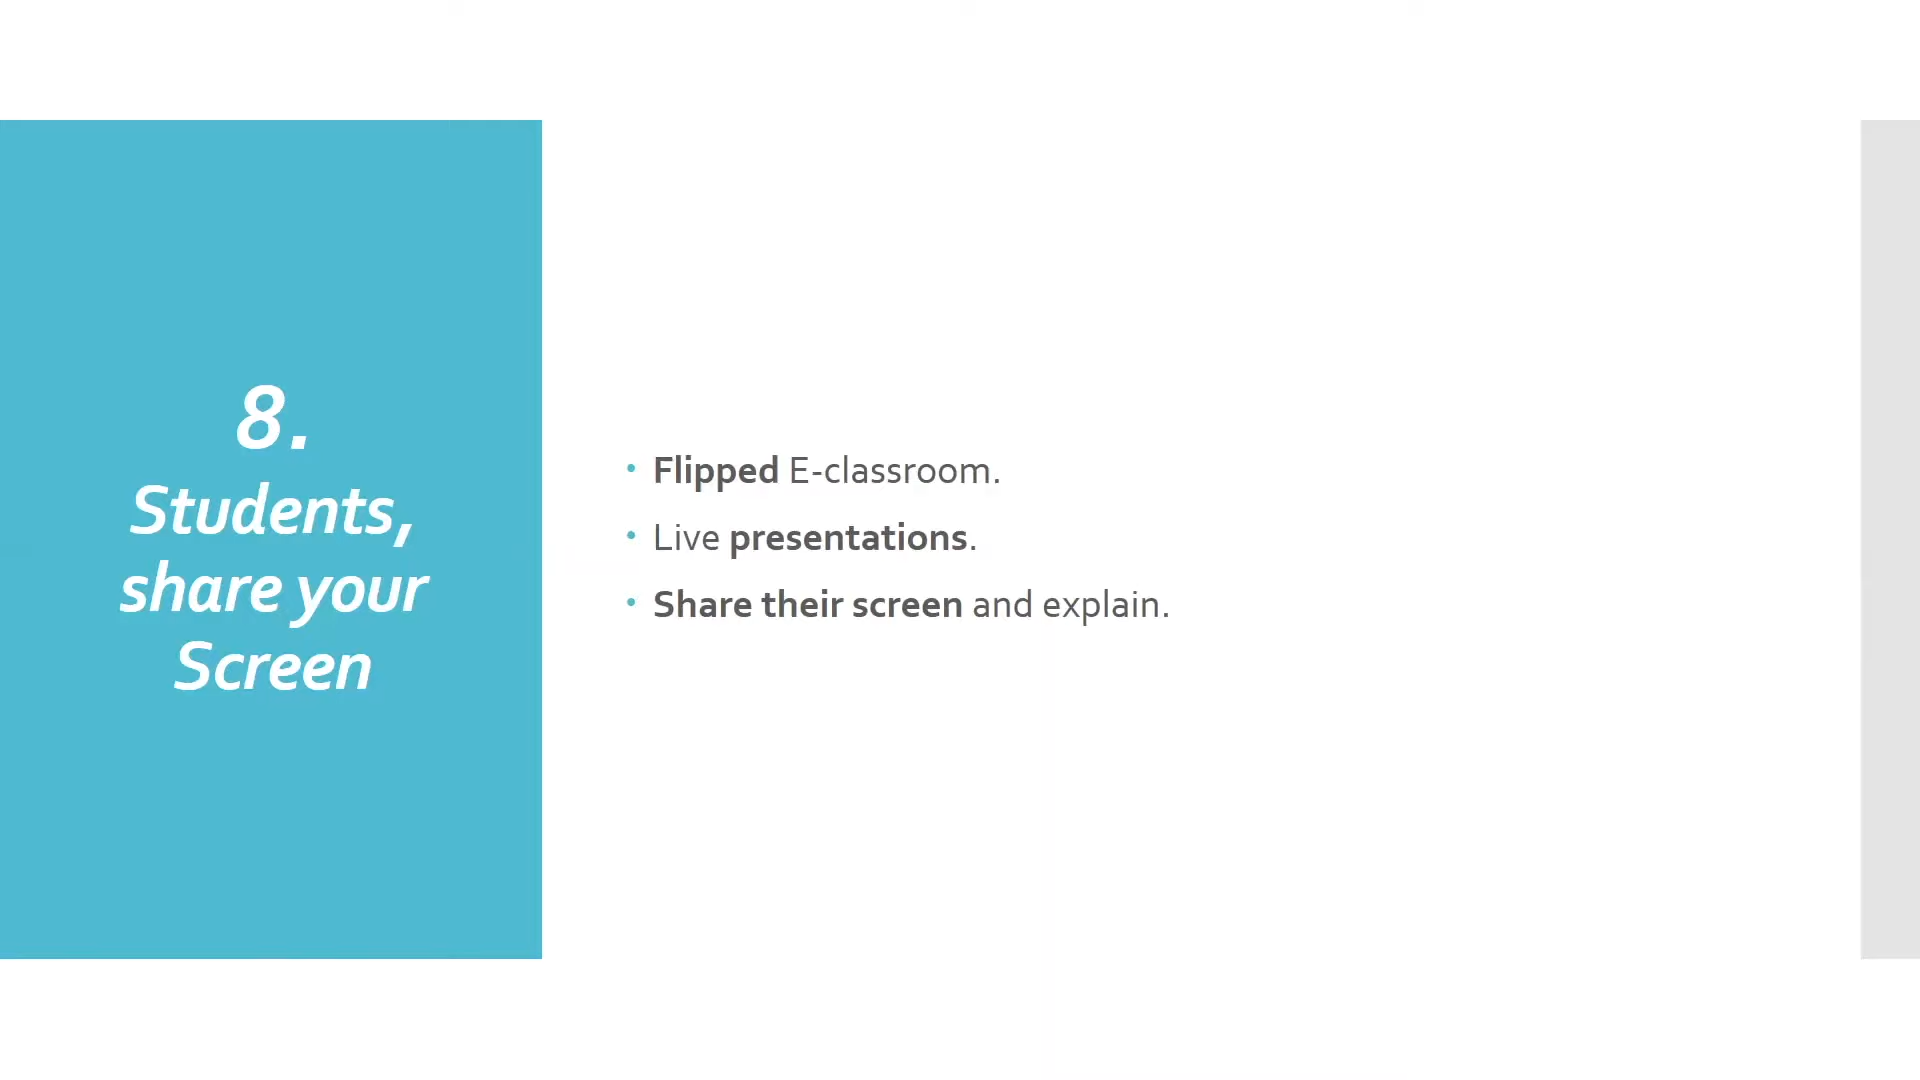 8.
Students,
share your
Screen
• Flipped E-classroom.
• Live presentations.
• Share their screen and explain.